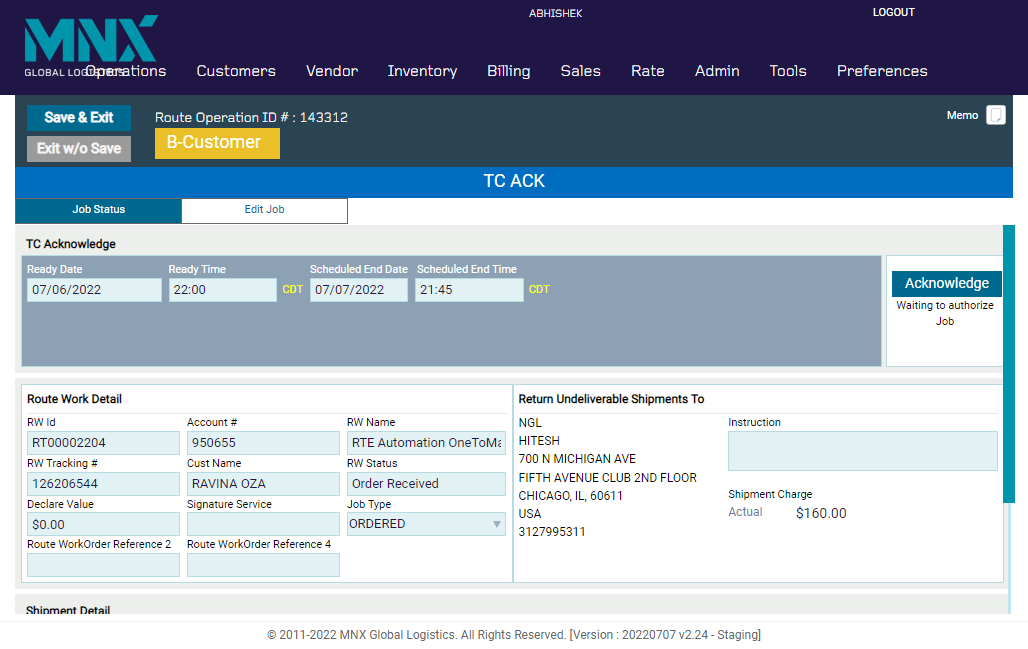 ABHISHEK
LOGOUT
MNX
GLOBAL LOGISTICS
Operations Customers Vendor Inventory Billing Sales Rate Admin Tools Preferences
Save & Exit
Route Operation ID # : 143312
Memo
Exit w/o Save
B-Customer
TC ACK
Job Status Edit Job
TC Acknowledge
Ready Date Ready Time Scheduled End Date Scheduled End Time
07/06/2022 22:00 CDT 07/07/2022 21:45 CDT
Acknowledge
Waiting to authorize
Job
Route Work Detail
RW Id Account # RW Name
RT00002204 950655 RTE Automation OneToMa
RW Tracking # Cust Name RW Status
126206544 RAVINA OZA Order Received
Declare Value Signature Service Job Type
$0.00 ORDERED
Route WorkOrder Reference 2 Route WorkOrder Reference 4
Return Undeliverable Shipments To
NGL
HITESH
700 N MICHIGAN AVE
FIFTH AVENUE CLUB 2ND FLOOR
CHICAGO, IL, 60611
USA
3127995311
Instruction
Shipment Charge
Actual $160.00
Shipment Detail
© 2011-2022 MNX Global Logistics. All Rights Reserved. [Version : 20220707 v2.24 - Staging]